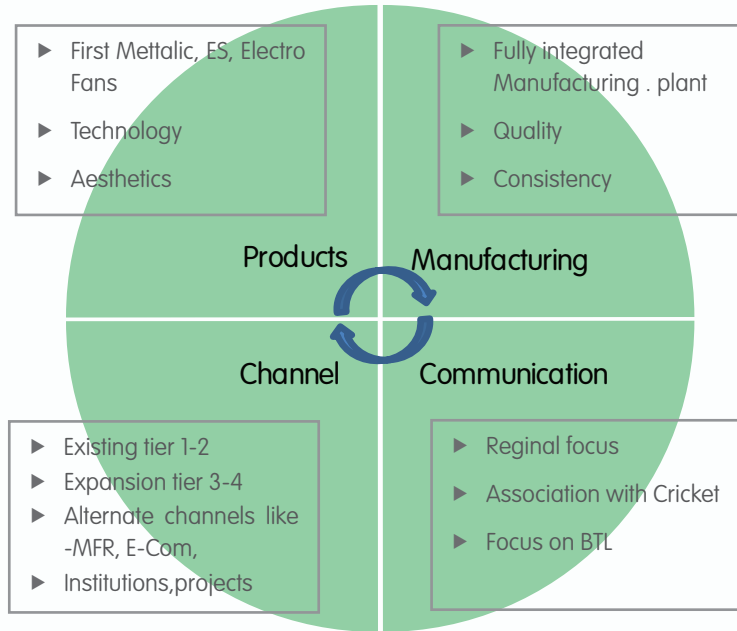 First Mettalic, ES, Electro
Fans
Technology
Aesthetics
Fully integrated
Manufacturing . plant
Quality
Consistency
Products
Manufacturing
Channel
Communication
Existing tier 1-2
Expansion tier 3-4
Alternate channels like
-MFR, E-Com,
Institutions,projects
Reginal focus
Association with Cricket
Focus on BTL